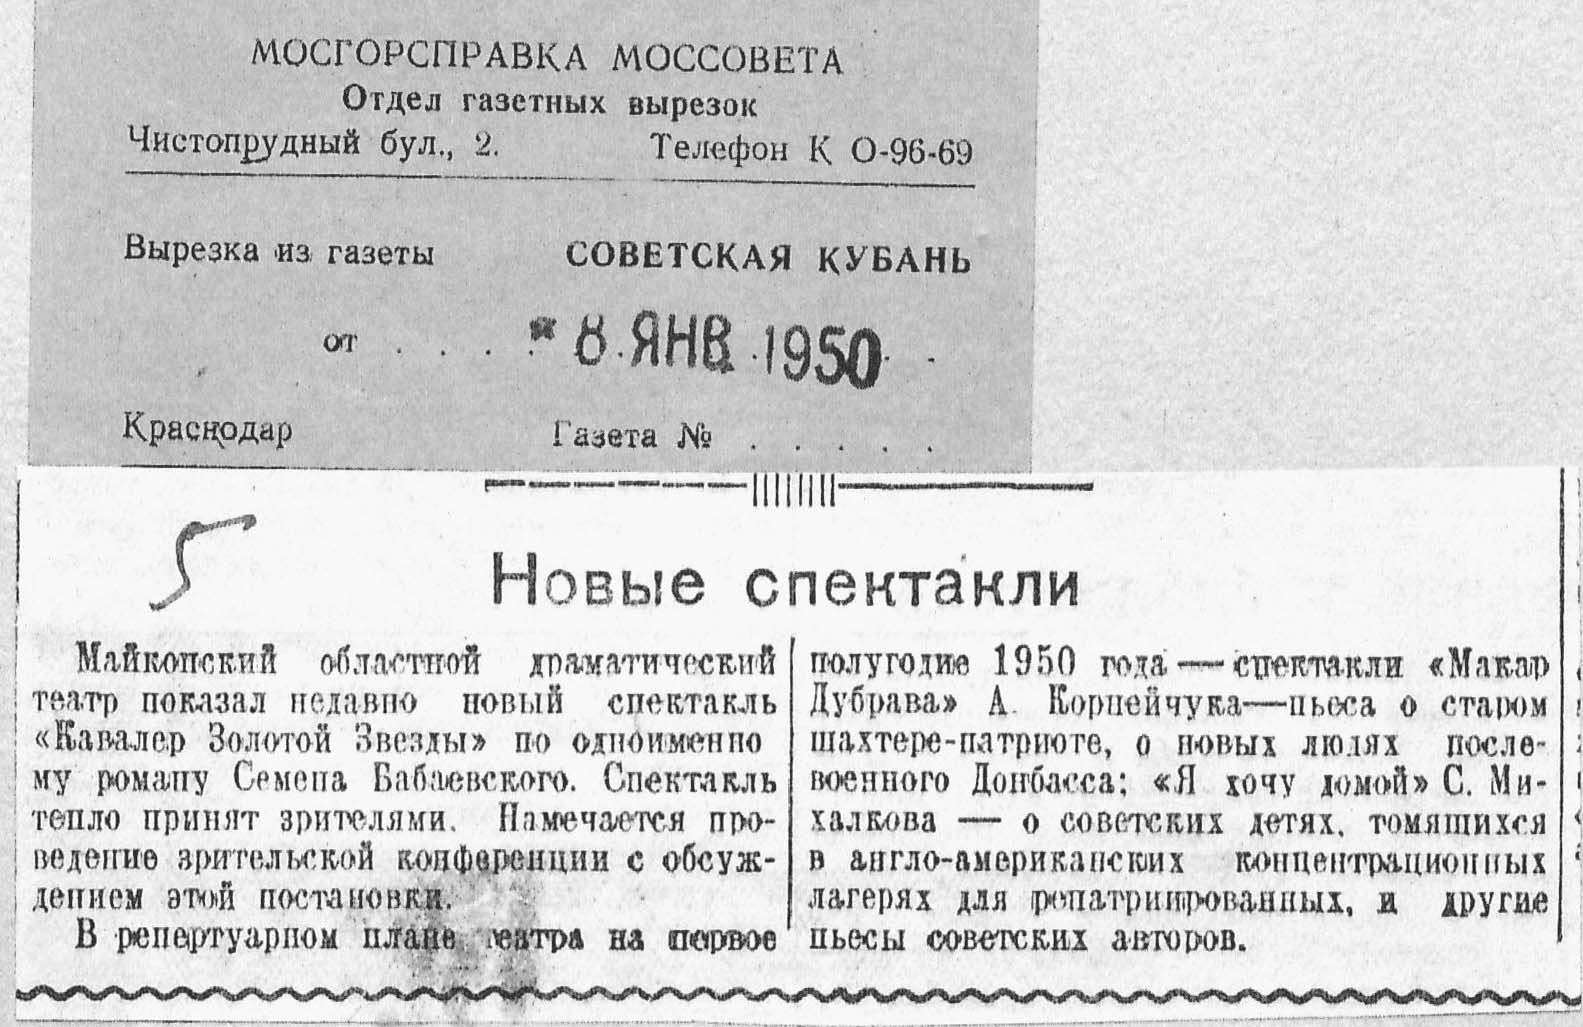 МОСГОРСПРАВКА МОССОВЕТА
Отдел газетных вырезок
Чистопрудный бул., 2. Телефон К 0-96-69
Вырезка из газеты СОВЕТСКАЯ КУБАНЬ
от . . . . 8 ЯНВ 1950 .
Краснодар Газета № . . . . .
5
Новые спектакли
Майкопский областной драматический
театр показал недавно новый спектакль
«Кавалер Золотой Звезды» по одноименно
му роману Семена Бабаевского. Спектакль
тепло принят зрителями. Намечается про-
ведение зрительской конференции с обсуж-
дением этой постановки.
В репертуарном плане театра на первое
полугодие 1950 года — спектакли «Макар
Дубрава» А. Корнейчука—пьеса о старом
шахтере-патриоте, о новых людях после-
военного Донбасса; «Я хочу домой» С. Ми-
халкова — о советских детях, томящихся
в англо-американских концентрационных
лагерях для репатриированных, и другие
пьесы советских авторов.